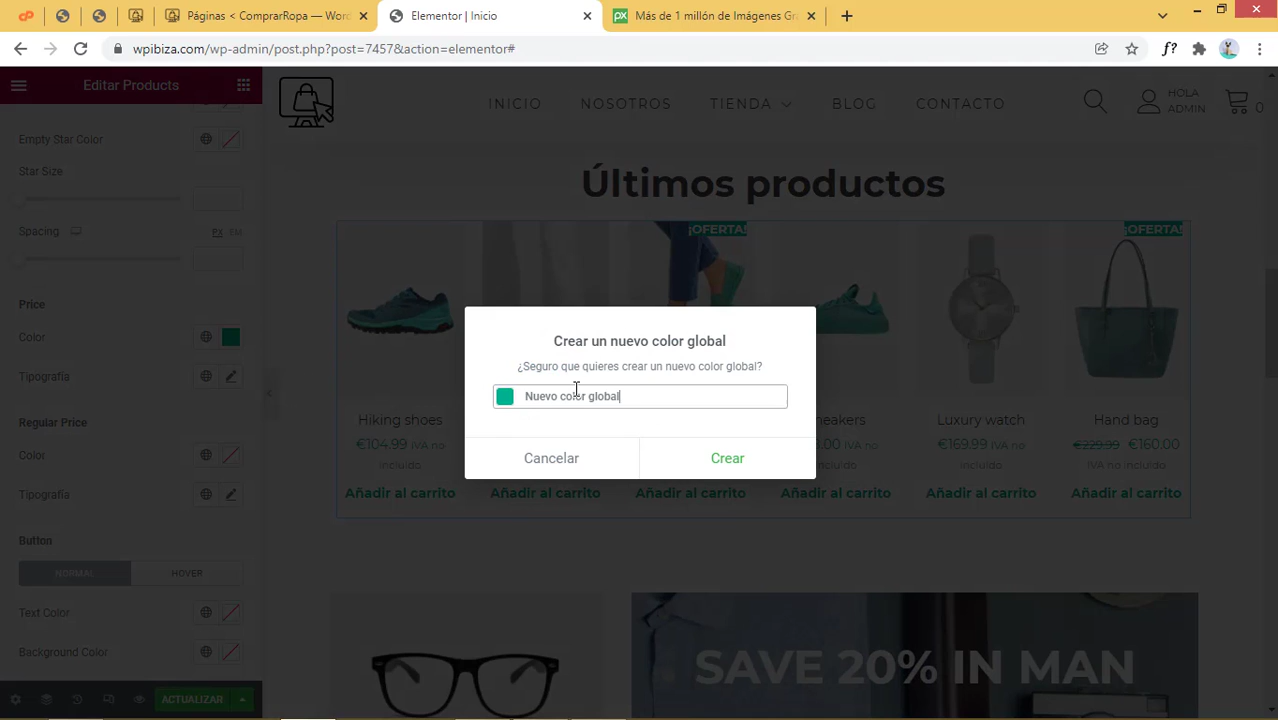 Páginas < ComprarRopa — Wor
Elementor | Inicio
Más de 1 millón de Imágenes Gra
wpibiza.com/wp-admin/post.php?post=7457&action=elementor#
f?
Editar Products
INICIO NOSOTROS TIENDA BLOG CONTACTO
HOLA
ADMIN
0
Empty Star Color
Star Size
Spacing
PX EM
Price
Color
Tipografía
Regular Price
Color
Tipografía
Button
NORMAL HOVER
Text Color
Background Color
ACTUALIZAR
Últimos productos
¡OFERTA!
¡OFERTA!
Crear un nuevo color global
¿Seguro que quieres crear un nuevo color global?
Nuevo color global
Cancelar Crear
Hiking shoes
€104.99 IVA no
incluido
Añadir al carrito
Añadir al carrito
Añadir al carrito
Añadir al carrito
Luxury watch
€169.99 IVA no
incluido
Añadir al carrito
Hand bag
€229.99 €160.00
IVA no incluido
Añadir al carrito
SAVE 20% IN MAN